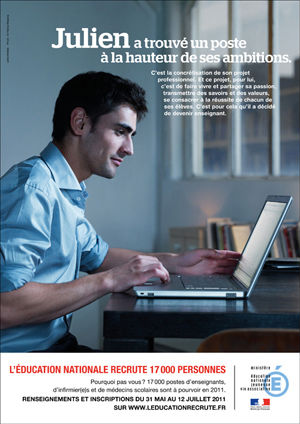 Julien a trouvé un poste
à la hauteur de ses ambitions.
C'est la concrétisation de son projet
professionnel. Et ce projet, pour lui,
c'est de faire vivre et partager sa passion,
transmettre des savoirs et des valeurs,
se consacrer à la réussite de chacun de
ses élèves. C'est pour cela qu'il a décidé
de devenir enseignant.
L'ÉDUCATION NATIONALE RECRUTE 17 000 PERSONNES
Pourquoi pas vous ? 17 000 postes d'enseignants,
d'infirmier(e)s et de médecins scolaires sont à pourvoir en 2011.
RENSEIGNEMENTS ET INSCRIPTIONS DU 31 MAI AU 12 JUILLET 2011
SUR WWW.LEDUCATIONRECRUTE.FR
ministère
éducation
nationale
jeunesse
vie associative